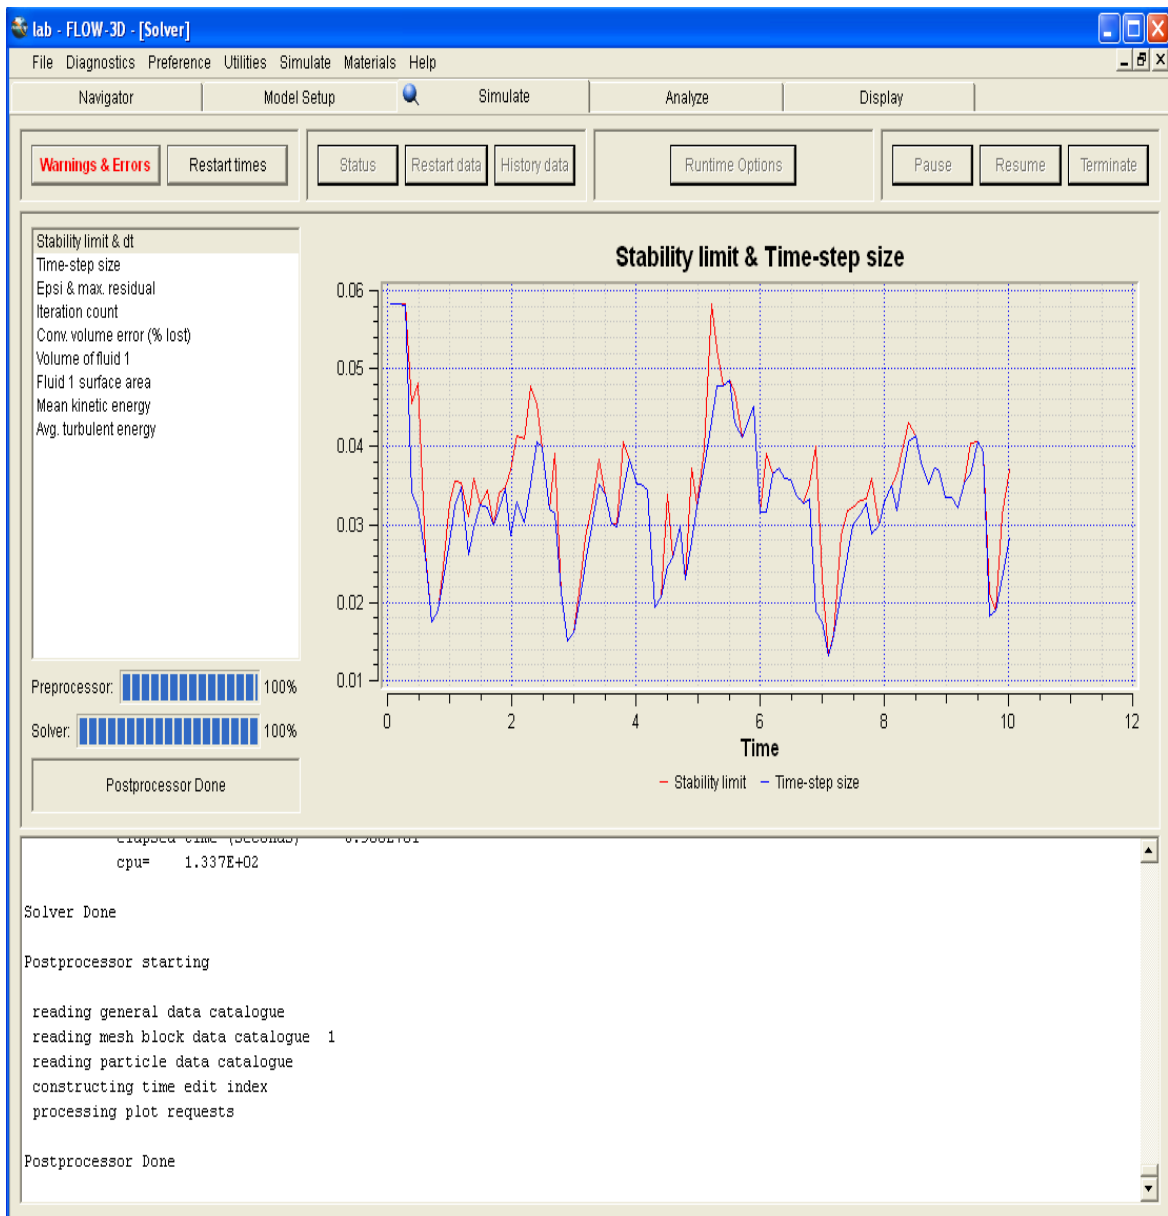 lab - FLOW-3D - [Solver]
File Diagnostics Preference Utilities Simulate Materials Help
Navigator Model Setup Simulate Analyze Display
Warnings & Errors Restart times Status Restart data History data Runtime Options Pause Resume Terminate
Stability limit & dt
Time-step size
Epsi & max. residual
Iteration count
Conv. volume error (% lost)
Volume of fluid 1
Fluid 1 surface area
Mean kinetic energy
Avg. turbulent energy
Preprocessor: 100%
Solver: 100%
Postprocessor Done
Stability limit & Time-step size
0.06
0.05
0.04
0.03
0.02
0.01
0 2 4 6 8 10 12
Time
Stability limit Time-step size
elapsed time (seconds)
cpu= 1.337E+02
Solver Done
Postprocessor starting
reading general data catalogue
reading mesh block data catalogue 1
reading particle data catalogue
constructing time edit index
processing plot requests
Postprocessor Done